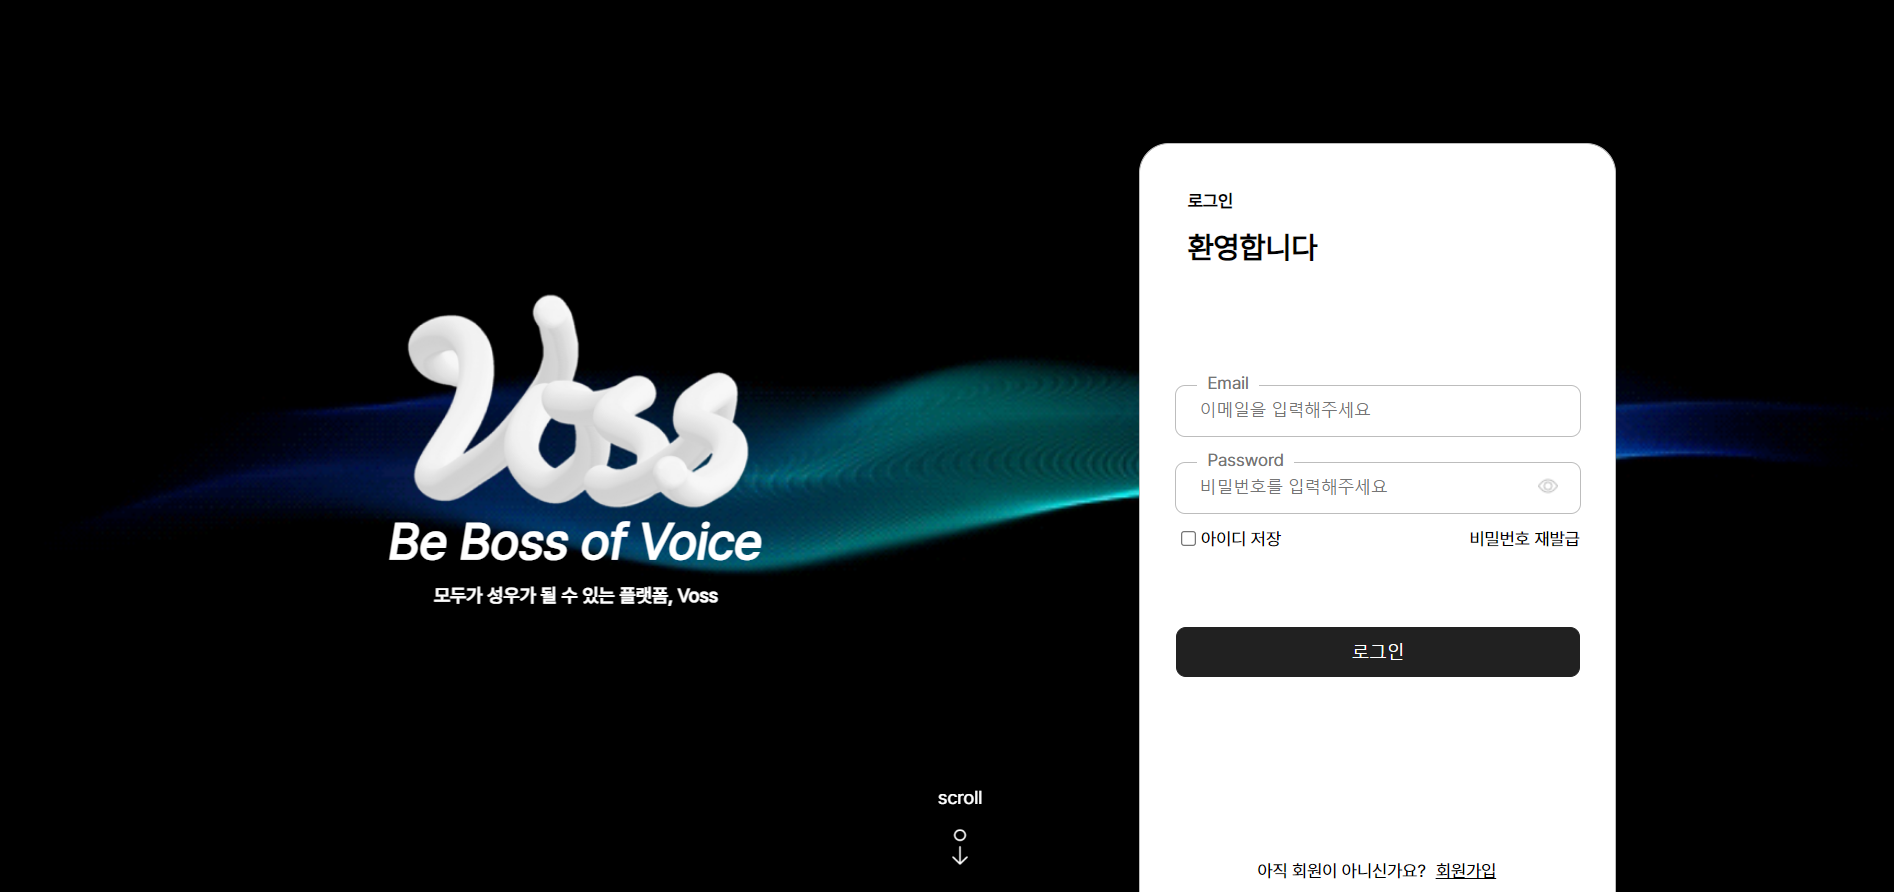 Voss
Be Boss of Voice
모두가 성우가 될 수 있는 플랫폼, Voss
scroll
로그인
환영합니다
Email
이메일을 입력해주세요
Password
비밀번호를 입력해주세요
아이디 저장
비밀번호 재발급
로그인
아직 회원이 아니신가요? 회원가입